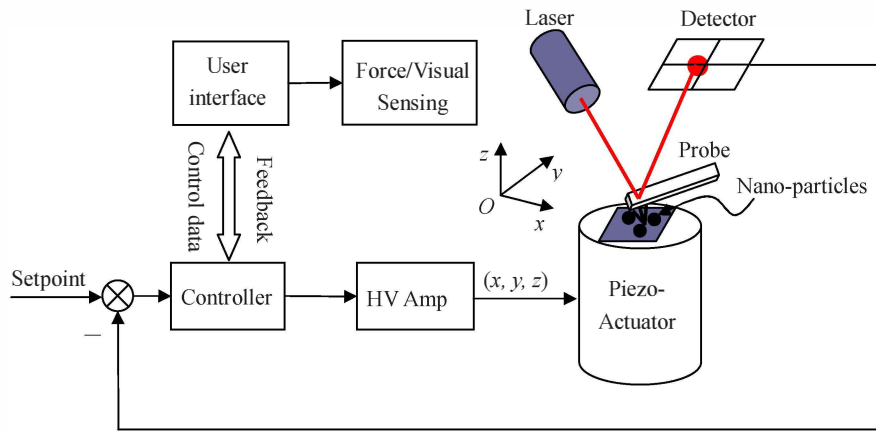 Laser
Detector
User
interface
Force/Visual
Sensing
Control data
Feedback
z
y
O
x
Probe
Nano-particles
Setpoint
—
Controller
HV Amp
(x, y, z)
Piezo-
Actuator